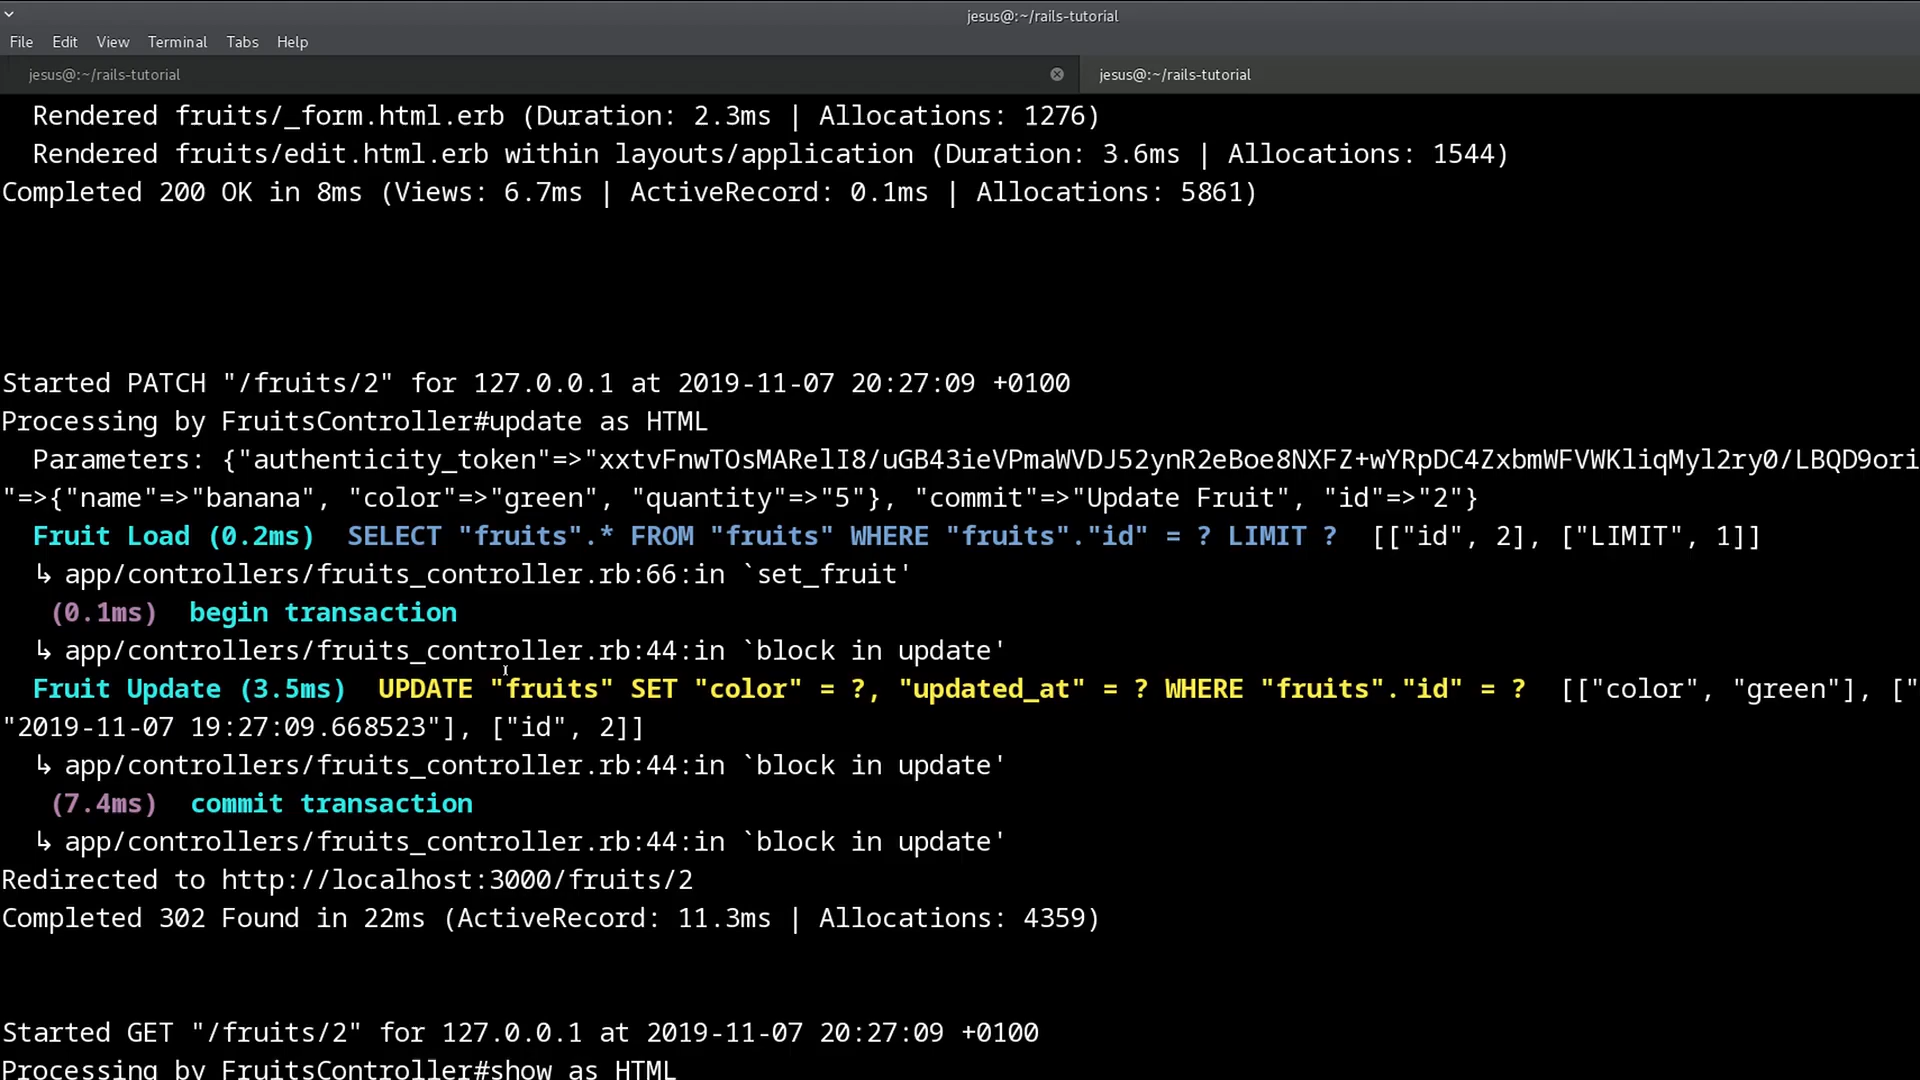 jesus@:~/rails-tutorial
File Edit View Terminal Tabs Help
jesus@:~/rails-tutorial jesus@:~/rails-tutorial
Rendered fruits/_form.html.erb (Duration: 2.3ms | Allocations: 1276)
Rendered fruits/edit.html.erb within layouts/application (Duration: 3.6ms | Allocations: 1544)
Completed 200 OK in 8ms (Views: 6.7ms | ActiveRecord: 0.1ms | Allocations: 5861)
Started PATCH "/fruits/2" for 127.0.0.1 at 2019-11-07 20:27:09 +0100
Processing by FruitsController#update as HTML
Parameters: {"authenticity_token"=>"xxtvFnwTOsMARelI8/uGB43ieVPmaWVDJ52ynR2eBoe8NXFZ+wYRpDC4ZxbmWFVWKliqMyl2ry0/LBQD9ori
"=>{"name"=>"banana", "color"=>"green", "quantity"=>"5"}, "commit"=>"Update Fruit", "id"=>"2"}
Fruit Load (0.2ms) SELECT "fruits".* FROM "fruits" WHERE "fruits"."id" = ? LIMIT ? [["id", 2], ["LIMIT", 1]]
↳ app/controllers/fruits_controller.rb:66:in `set_fruit'
(0.1ms) begin transaction
↳ app/controllers/fruits_controller.rb:44:in `block in update'
Fruit Update (3.5ms) UPDATE "fruits" SET "color" = ?, "updated_at" = ? WHERE "fruits"."id" = ? [["color", "green"], ["
"2019-11-07 19:27:09.668523"], ["id", 2]]
↳ app/controllers/fruits_controller.rb:44:in `block in update'
(7.4ms) commit transaction
↳ app/controllers/fruits_controller.rb:44:in `block in update'
Redirected to http://localhost:3000/fruits/2
Completed 302 Found in 22ms (ActiveRecord: 11.3ms | Allocations: 4359)
Started GET "/fruits/2" for 127.0.0.1 at 2019-11-07 20:27:09 +0100
Processing by FruitsController#show as HTML